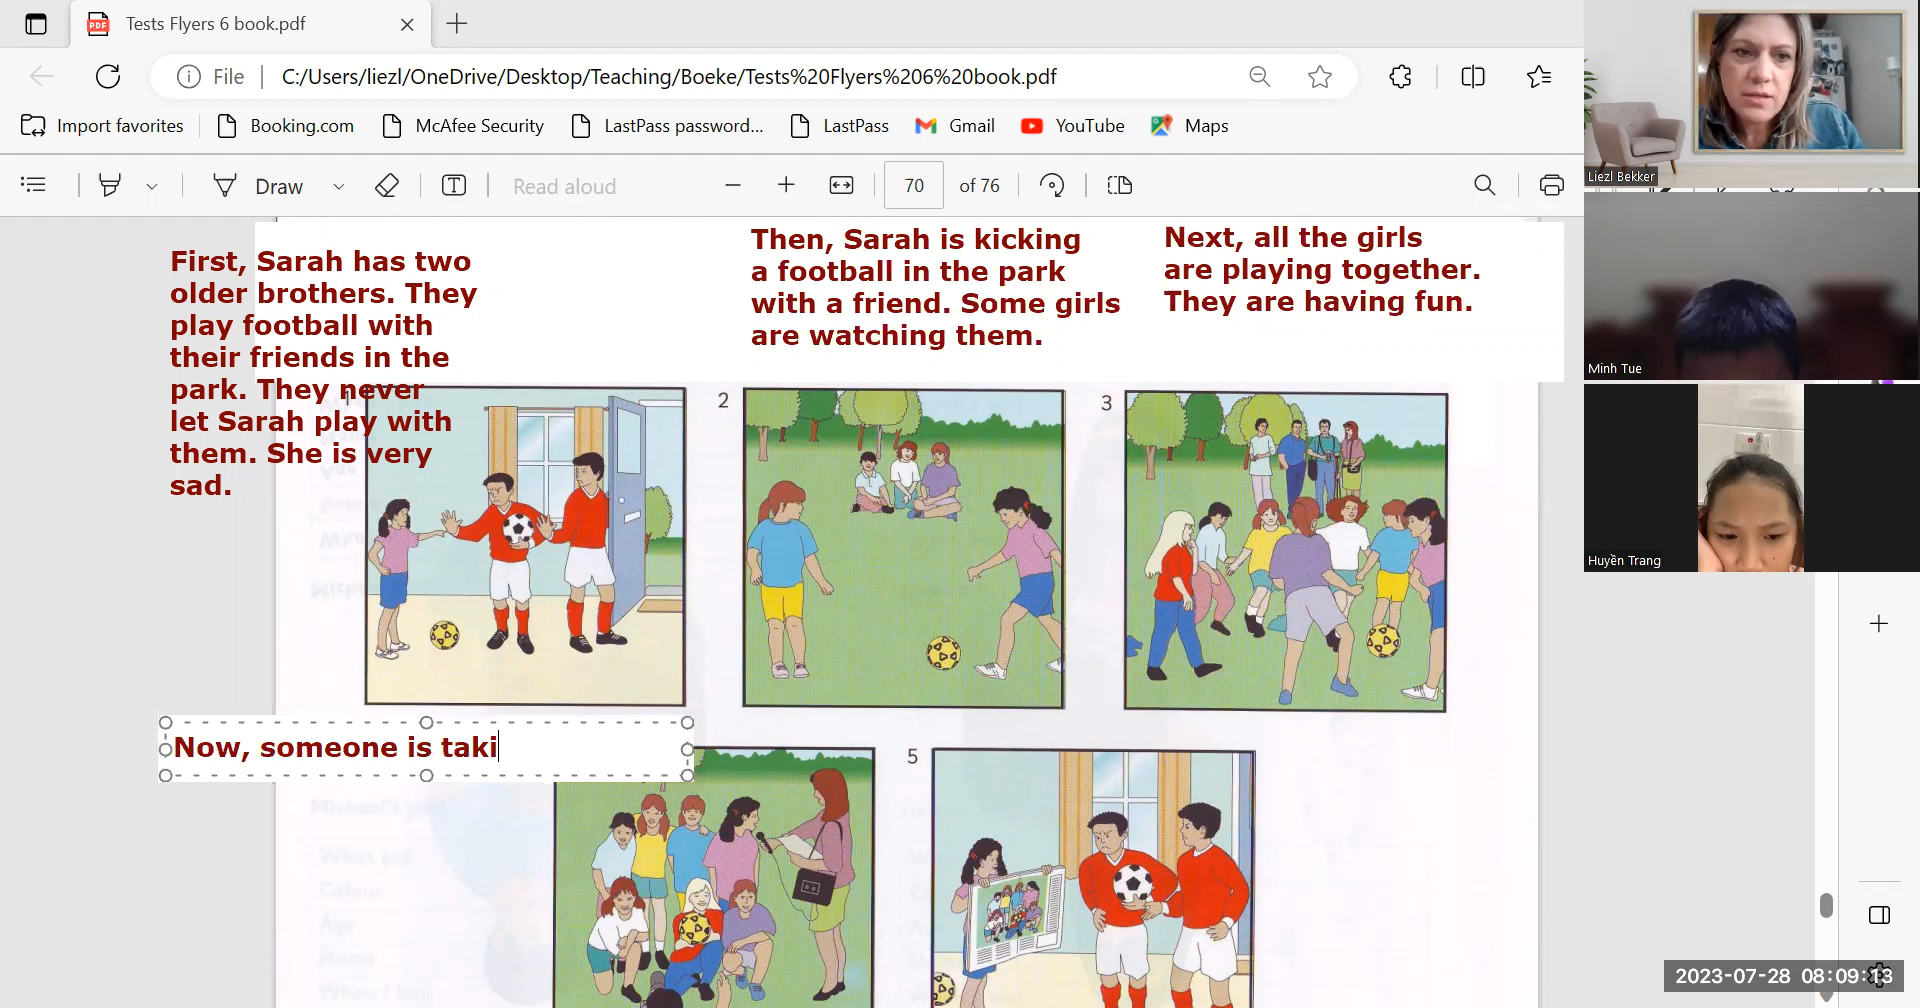 Tests Flyers 6 book.pdf
File
C:/Users/liezl/OneDrive/Desktop/Teaching/Boeke/Tests%20Flyers%206%20book.pdf
Import favorites
Booking.com
McAfee Security
LastPass password...
LastPass
Gmail
YouTube
Maps
Draw
Read aloud
70 of 76
First, Sarah has two
older brothers. They
play football with
their friends in the
park. They never
let Sarah play with
them. She is very
sad.
Then, Sarah is kicking
a football in the park
with a friend. Some girls
are watching them.
Next, all the girls
are playing together.
They are having fun.
1
2
3
Now, someone is taki
5
Liezl Bekker
Minh Tue
Huyền Trang
2023-07-28 08:09:13